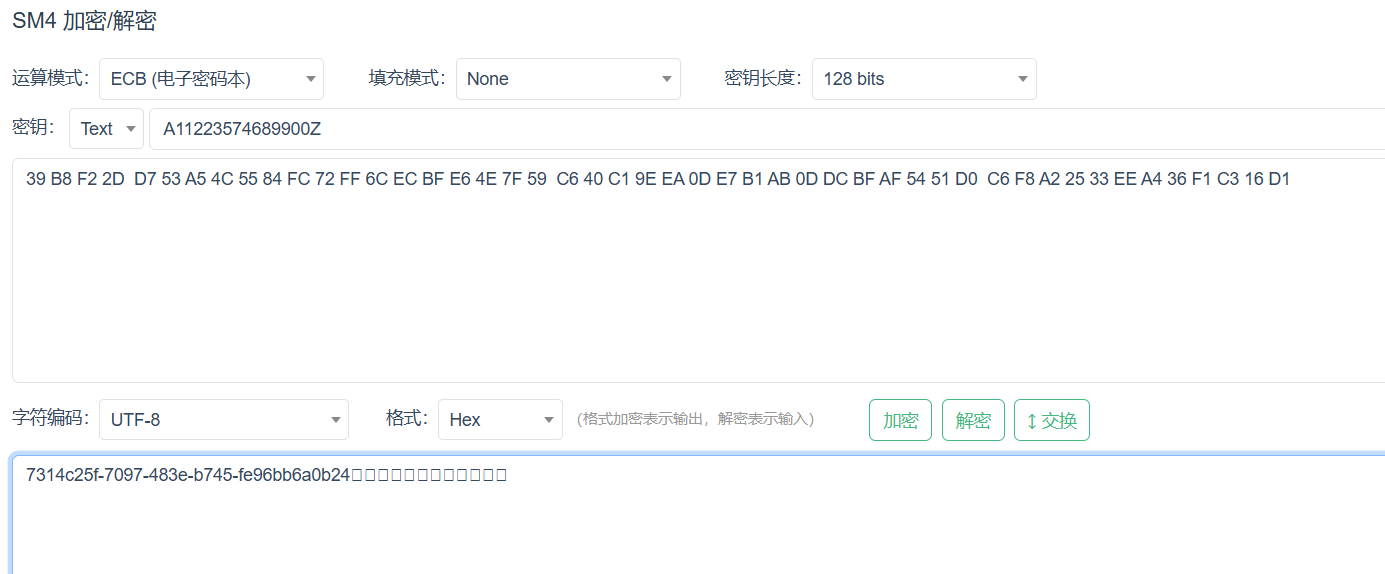 SM4 加密/解密
运算模式: ECB (电子密码本) 填充模式: None 密钥长度: 128 bits
密钥: Text A11223574689900Z
39 B8 F2 2D  D7 53 A5 4C 55 84 FC 72 FF 6C EC BF E6 4E 7F 59  C6 40 C1 9E EA 0D E7 B1 AB 0D DC BF AF 54 51 D0  C6 F8 A2 25 33 EE A4 36 F1 C3 16 D1
字符编码: UTF-8 格式: Hex (格式加密表示输出，解密表示输入) 加密 解密 ↕交换
7314c25f-7097-483e-b745-fe96bb6a0b24□□□□□□□□□□□□